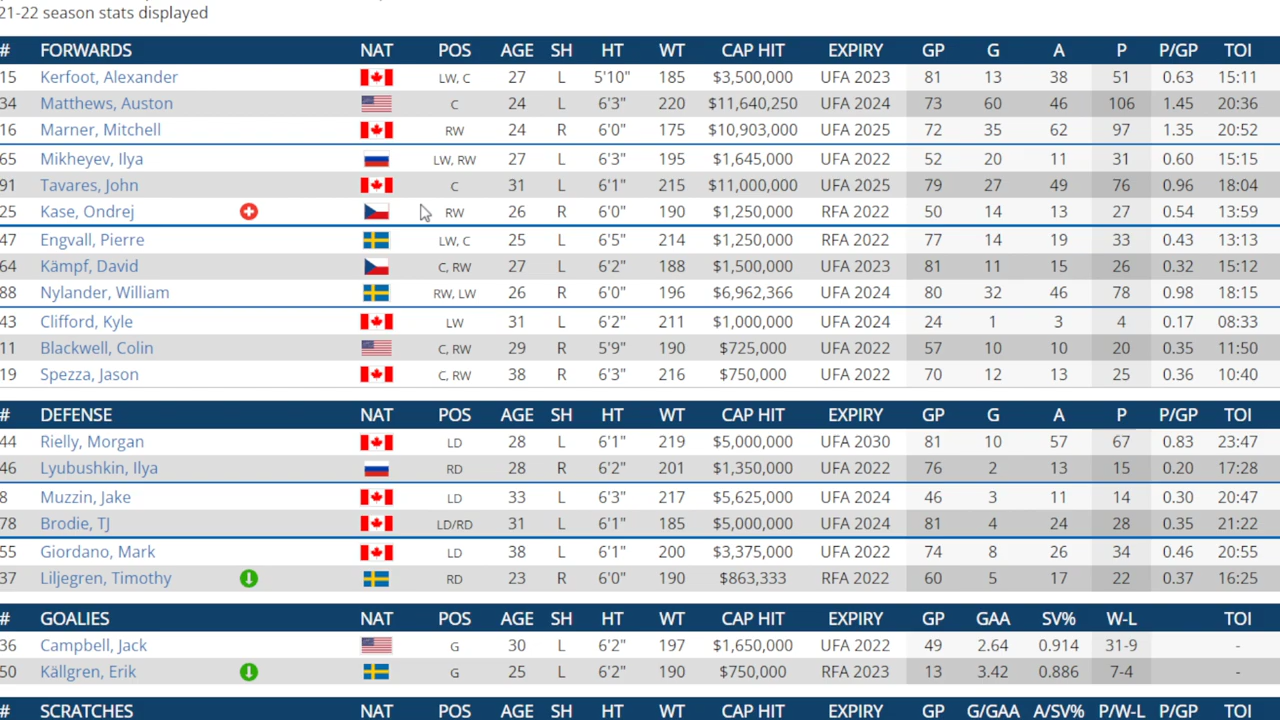 21-22 season stats displayed
# FORWARDS NAT POS AGE SH HT WT CAP HIT EXPIRY GP G A P P/GP TOI
15 Kerfoot, Alexander LW, C 27 L 5'10" 185 $3,500,000 UFA 2023 81 13 38 51 0.63 15:11
34 Matthews, Auston C 24 L 6'3" 220 $11,640,250 UFA 2024 73 60 46 106 1.45 20:36
16 Marner, Mitchell RW 24 R 6'0" 175 $10,903,000 UFA 2025 72 35 62 97 1.35 20:52
65 Mikheyev, Ilya LW, RW 27 L 6'3" 195 $1,645,000 UFA 2022 52 20 11 31 0.60 15:15
91 Tavares, John C 31 L 6'1" 215 $11,000,000 UFA 2025 79 27 49 76 0.96 18:04
25 Kase, Ondrej RW 26 R 6'0" 190 $1,250,000 RFA 2022 50 14 13 27 0.54 13:59
47 Engvall, Pierre LW, C 25 L 6'5" 214 $1,250,000 RFA 2022 77 14 19 33 0.43 13:13
64 Kämpf, David C, RW 27 L 6'2" 188 $1,500,000 UFA 2023 81 11 15 26 0.32 15:12
88 Nylander, William RW, LW 26 R 6'0" 196 $6,962,366 UFA 2024 80 32 46 78 0.98 18:15
43 Clifford, Kyle LW 31 L 6'2" 211 $1,000,000 UFA 2024 24 1 3 4 0.17 08:33
11 Blackwell, Colin C, RW 29 R 5'9" 190 $725,000 UFA 2022 57 10 10 20 0.35 11:50
19 Spezza, Jason C, RW 38 R 6'3" 216 $750,000 UFA 2022 70 12 13 25 0.36 10:40
# DEFENSE NAT POS AGE SH HT WT CAP HIT EXPIRY GP G A P P/GP TOI
44 Rielly, Morgan LD 28 L 6'1" 219 $5,000,000 UFA 2030 81 10 57 67 0.83 23:47
46 Lyubushkin, Ilya RD 28 R 6'2" 201 $1,350,000 UFA 2022 76 2 13 15 0.20 17:28
8 Muzzin, Jake LD 33 L 6'3" 217 $5,625,000 UFA 2024 46 3 11 14 0.30 20:47
78 Brodie, TJ LD/RD 31 L 6'1" 185 $5,000,000 UFA 2024 81 4 24 28 0.35 21:22
55 Giordano, Mark LD 38 L 6'1" 200 $3,375,000 UFA 2022 74 8 26 34 0.46 20:55
37 Liljegren, Timothy RD 23 R 6'0" 190 $863,333 RFA 2022 60 5 17 22 0.37 16:25
# GOALIES NAT POS AGE SH HT WT CAP HIT EXPIRY GP GAA SV% W-L TOI
36 Campbell, Jack G 30 L 6'2" 197 $1,650,000 UFA 2022 49 2.64 0.914 31-9 -
50 Källgren, Erik G 25 L 6'2" 190 $750,000 RFA 2023 13 3.42 0.886 7-4 -
# SCRATCHES NAT POS AGE SH HT WT CAP HIT EXPIRY GP G/GAA A/SV% P/W-L P/GP TOI